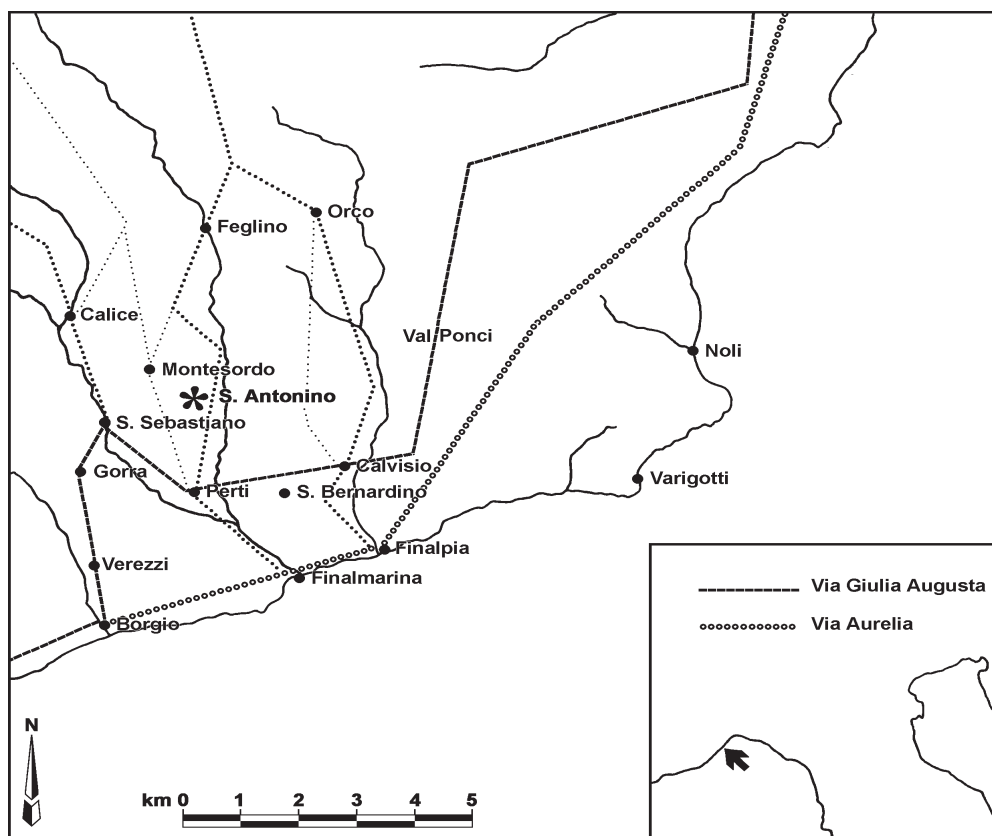 Orco
Feglino
Calice
Val Ponci
Noli
Montesordo
S. Antonino
S. Sebastiano
Gorra
Calvisio
Perti
S. Bernardino
Varigotti
Finalpia
Verezzi
Finalmarina
Borgio
Via Giulia Augusta
Via Aurelia
N
km 0 1 2 3 4 5